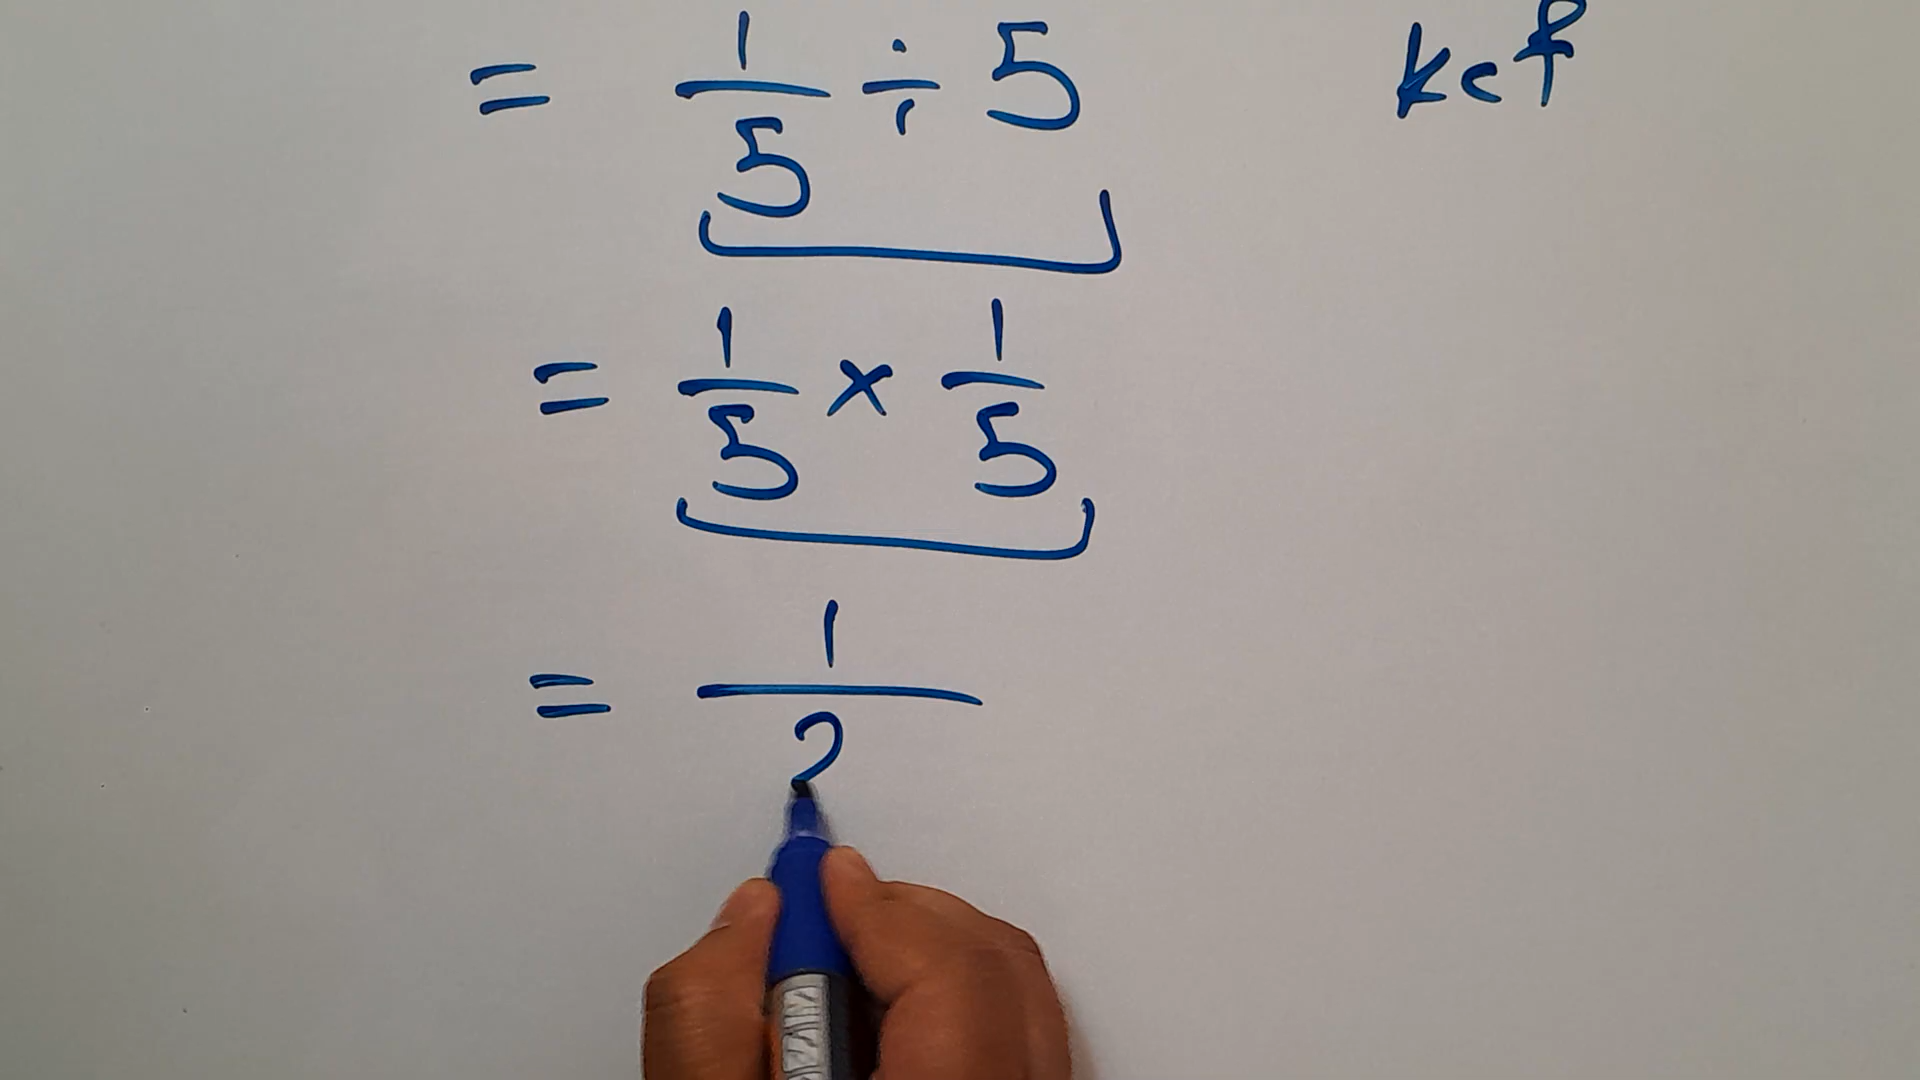 = 1/5 ÷ 5 kcf
= 1/5 × 1/5
= 1/2